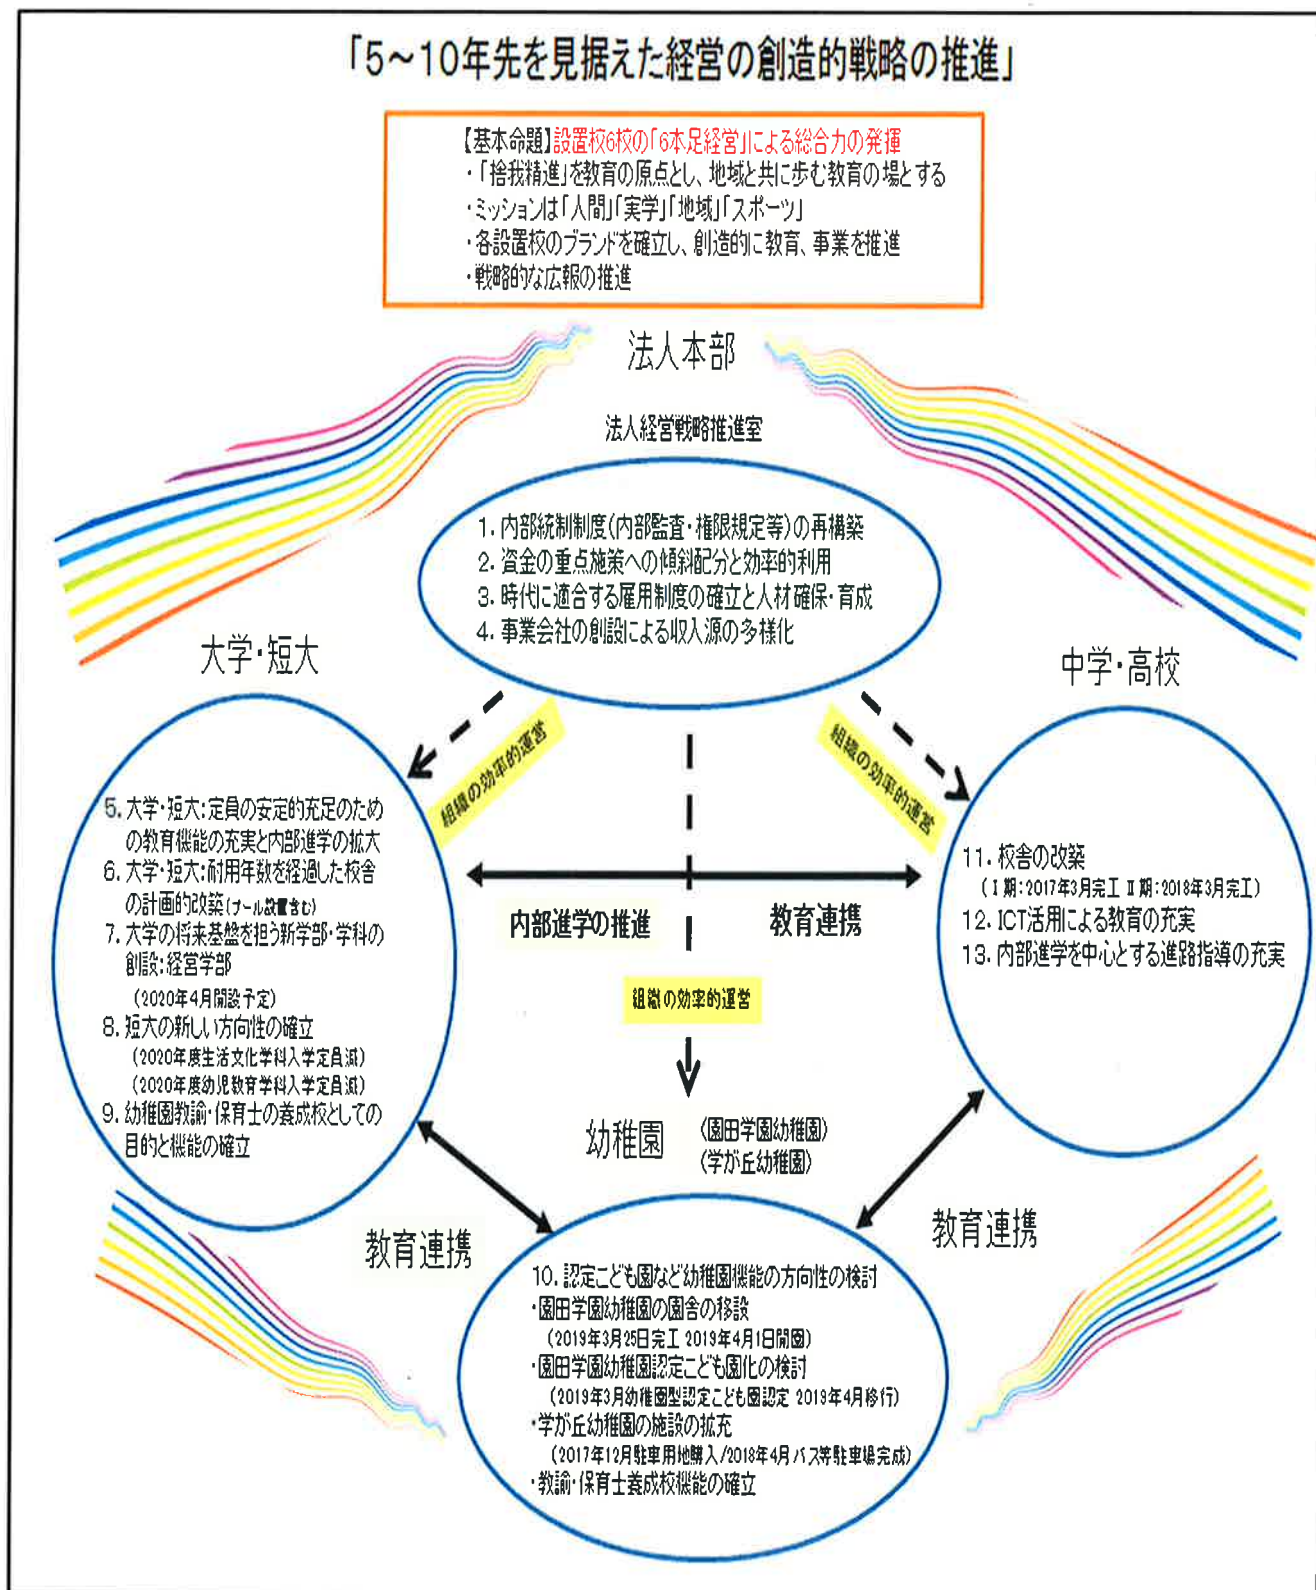 「5～10年先を見据えた経営の創造的戦略の推進」
【基本命題】設置校6校の「6本足経営」による総合力の発揮
・「捨我精進」を教育の原点とし、地域と共に歩む教育の場とする
・ミッションは「人間」「実学」「地域」「スポーツ」
・各設置校のブランドを確立し、創造的に教育、事業を推進
・戦略的な広報の推進
法人本部
法人経営戦略推進室
1. 内部統制制度(内部監査・権限規定等)の再構築
2. 資金の重点施策への傾斜配分と効率的利用
3. 時代に適合する雇用制度の確立と人材確保・育成
4. 事業会社の創設による収入源の多様化
大学・短大
中学・高校
組織の効率的運営
組織の効率的運営
5. 大学・短大:定員の安定的充足のため
の教育機能の充実と内部進学の拡大
6. 大学・短大:耐用年数を経過した校舎
の計画的改築(プール設置含む)
7. 大学の将来基盤を担う新学部・学科の
創設:経営学部
(2020年4月開設予定)
8. 短大の新しい方向性の確立
(2020年度生活文化学科入学定員減)
(2020年度幼児教育学科入学定員減)
9. 幼稚園教諭・保育士の養成校としての
目的と機能の確立
内部進学の推進
教育連携
組織の効率的運営
11. 校舎の改築
(Ⅰ期:2017年3月完工 Ⅱ期:2018年3月完工)
12. ICT活用による教育の充実
13. 内部進学を中心とする進路指導の充実
幼稚園
〈園田学園幼稚園〉
〈学が丘幼稚園〉
教育連携
教育連携
10. 認定こども園など幼稚園機能の方向性の検討
・園田学園幼稚園の園舎の移設
(2019年3月25日完工 2019年4月1日開園)
・園田学園幼稚園認定こども園化の検討
(2019年3月幼稚園型認定こども園認定 2019年4月移行)
・学が丘幼稚園の施設の拡充
(2017年12月駐車用地購入/2018年4月バス等駐車場完成)
・教諭・保育士養成校機能の確立